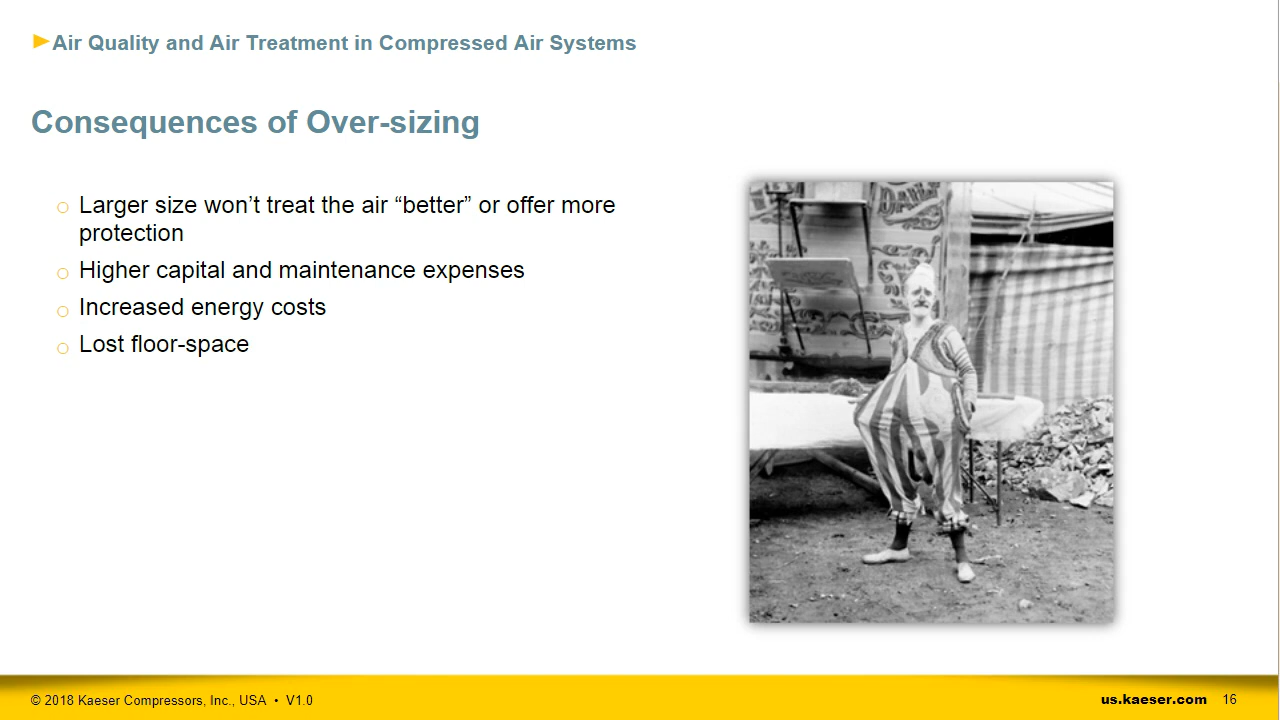 Air Quality and Air Treatment in Compressed Air Systems
Consequences of Over-sizing
Larger size won’t treat the air “better” or offer more
protection
Higher capital and maintenance expenses
Increased energy costs
Lost floor-space
DAILY
© 2018 Kaeser Compressors, Inc., USA • V1.0
us.kaeser.com 16